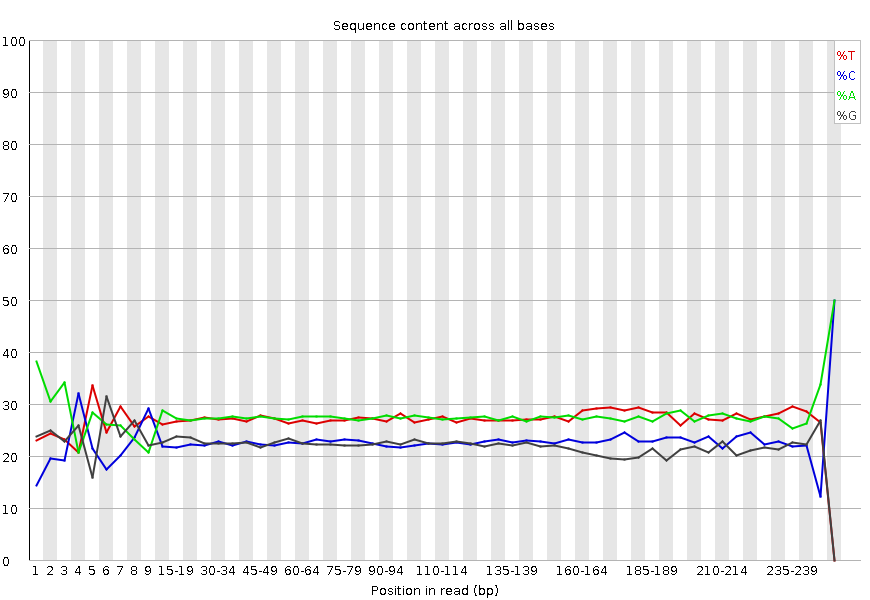 Sequence content across all bases
100
90
80
70
60
50
40
30
20
10
0
%T
%C
%A
%G
1 2 3 4 5 6 7 8 9 15-19 30-34 45-49 60-64 75-79 90-94 110-114 135-139 160-164 185-189 210-214 235-239
Position in read (bp)